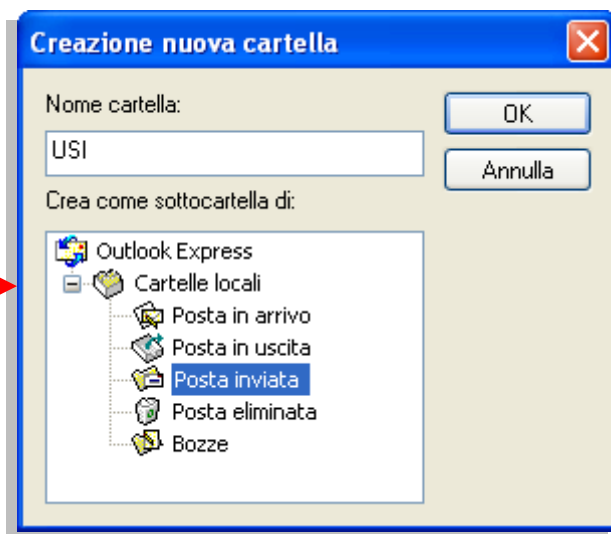 Creazione nuova cartella
Nome cartella:
OK
USI
Annulla
Crea come sottocartella di:
Outlook Express
Cartelle locali
Posta in arrivo
Posta in uscita
Posta inviata
Posta eliminata
Bozze